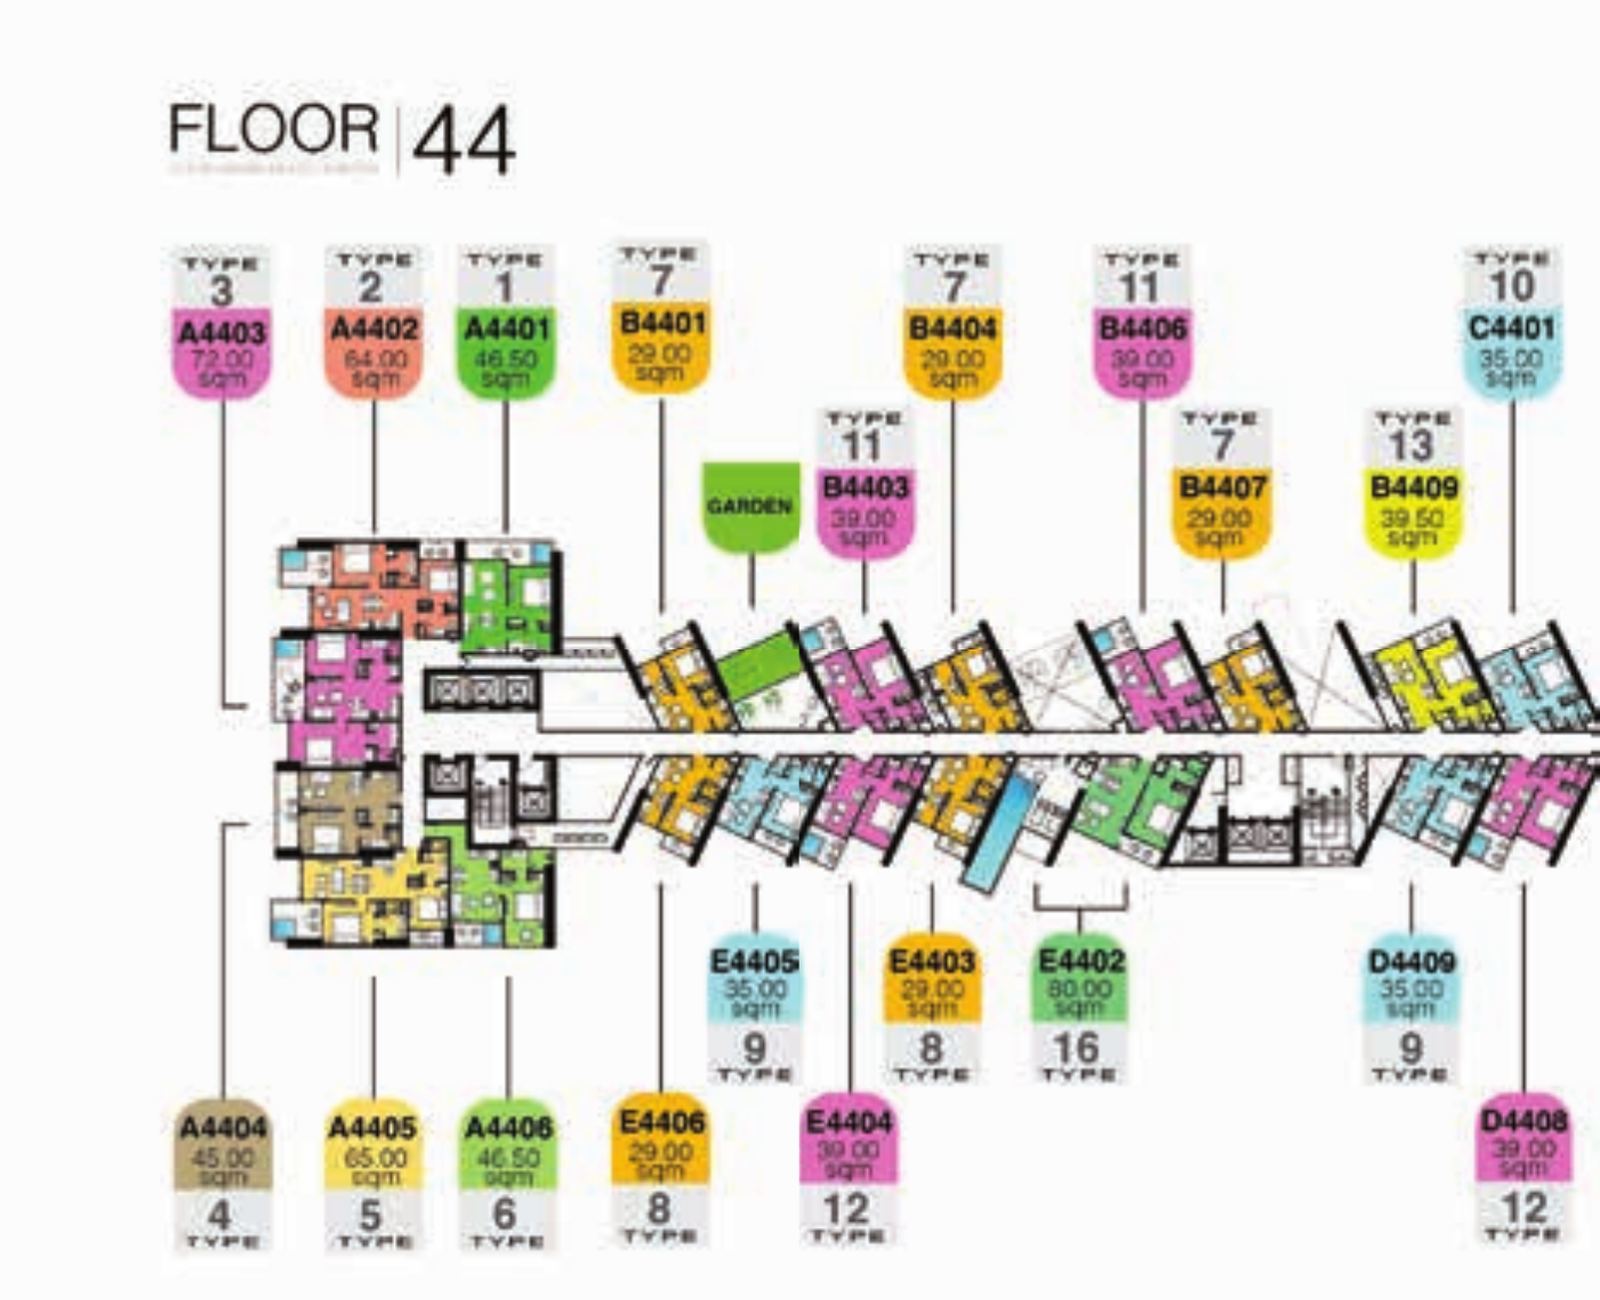 FLOOR 44
TYPE
3
A4403
72.00
sqm
TYPE
2
A4402
64.00
sqm
TYPE
1
A4401
46.50
sqm
TYPE
7
B4401
29.00
sqm
TYPE
7
B4404
29.00
sqm
TYPE
11
B4406
39.00
sqm
TYPE
10
C4401
35.00
sqm
GARDEN
TYPE
11
B4403
39.00
sqm
TYPE
7
B4407
29.00
sqm
TYPE
13
B4409
39.50
sqm
E4405
35.00
sqm
9
TYPE
E4403
29.00
sqm
8
TYPE
E4402
80.00
sqm
16
TYPE
D4409
35.00
sqm
9
TYPE
A4404
45.00
sqm
4
TYPE
A4405
65.00
sqm
5
TYPE
A4406
46.50
sqm
6
TYPE
E4406
29.00
sqm
8
TYPE
E4404
39.00
sqm
12
TYPE
D4408
39.00
sqm
12
TYPE